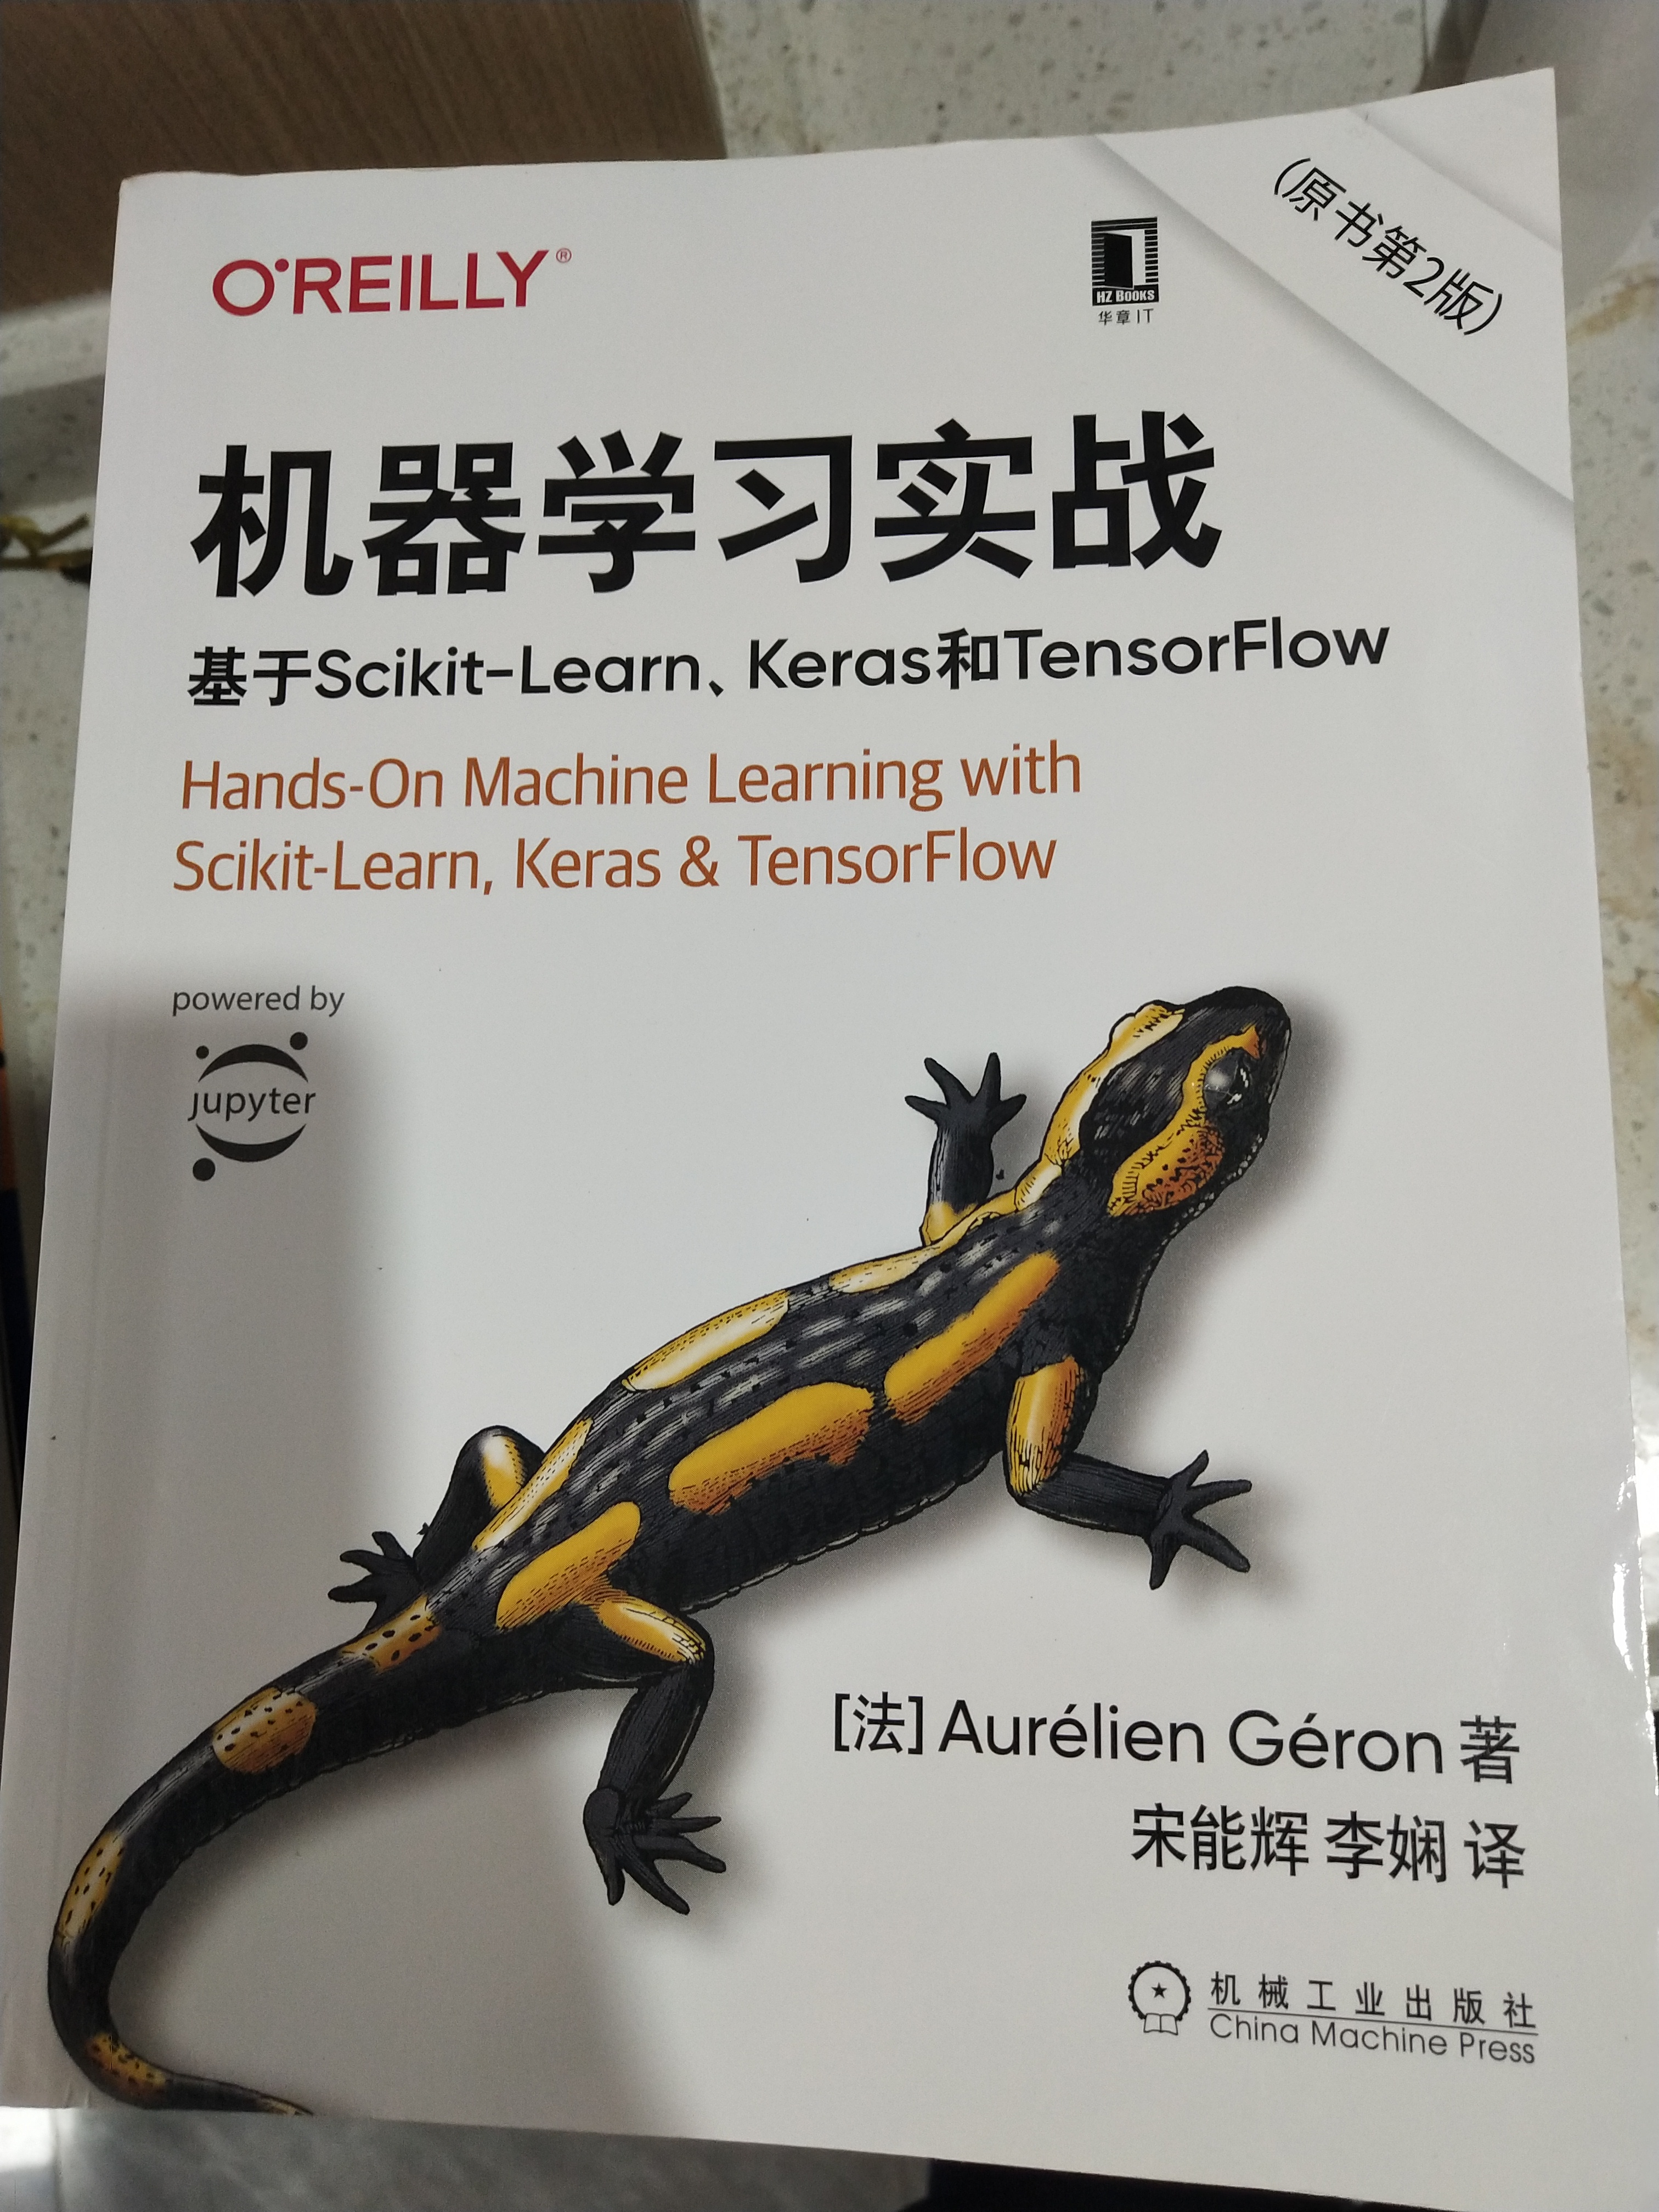 O'REILLY®
HZ BOOKS
华章IT
(原书第2版)
机器学习实战
基于Scikit-Learn、Keras和TensorFlow
Hands-On Machine Learning with
Scikit-Learn, Keras & TensorFlow
powered by
jupyter
[法] Aurélien Géron 著
宋能辉 李娴 译
机械工业出版社
China Machine Press